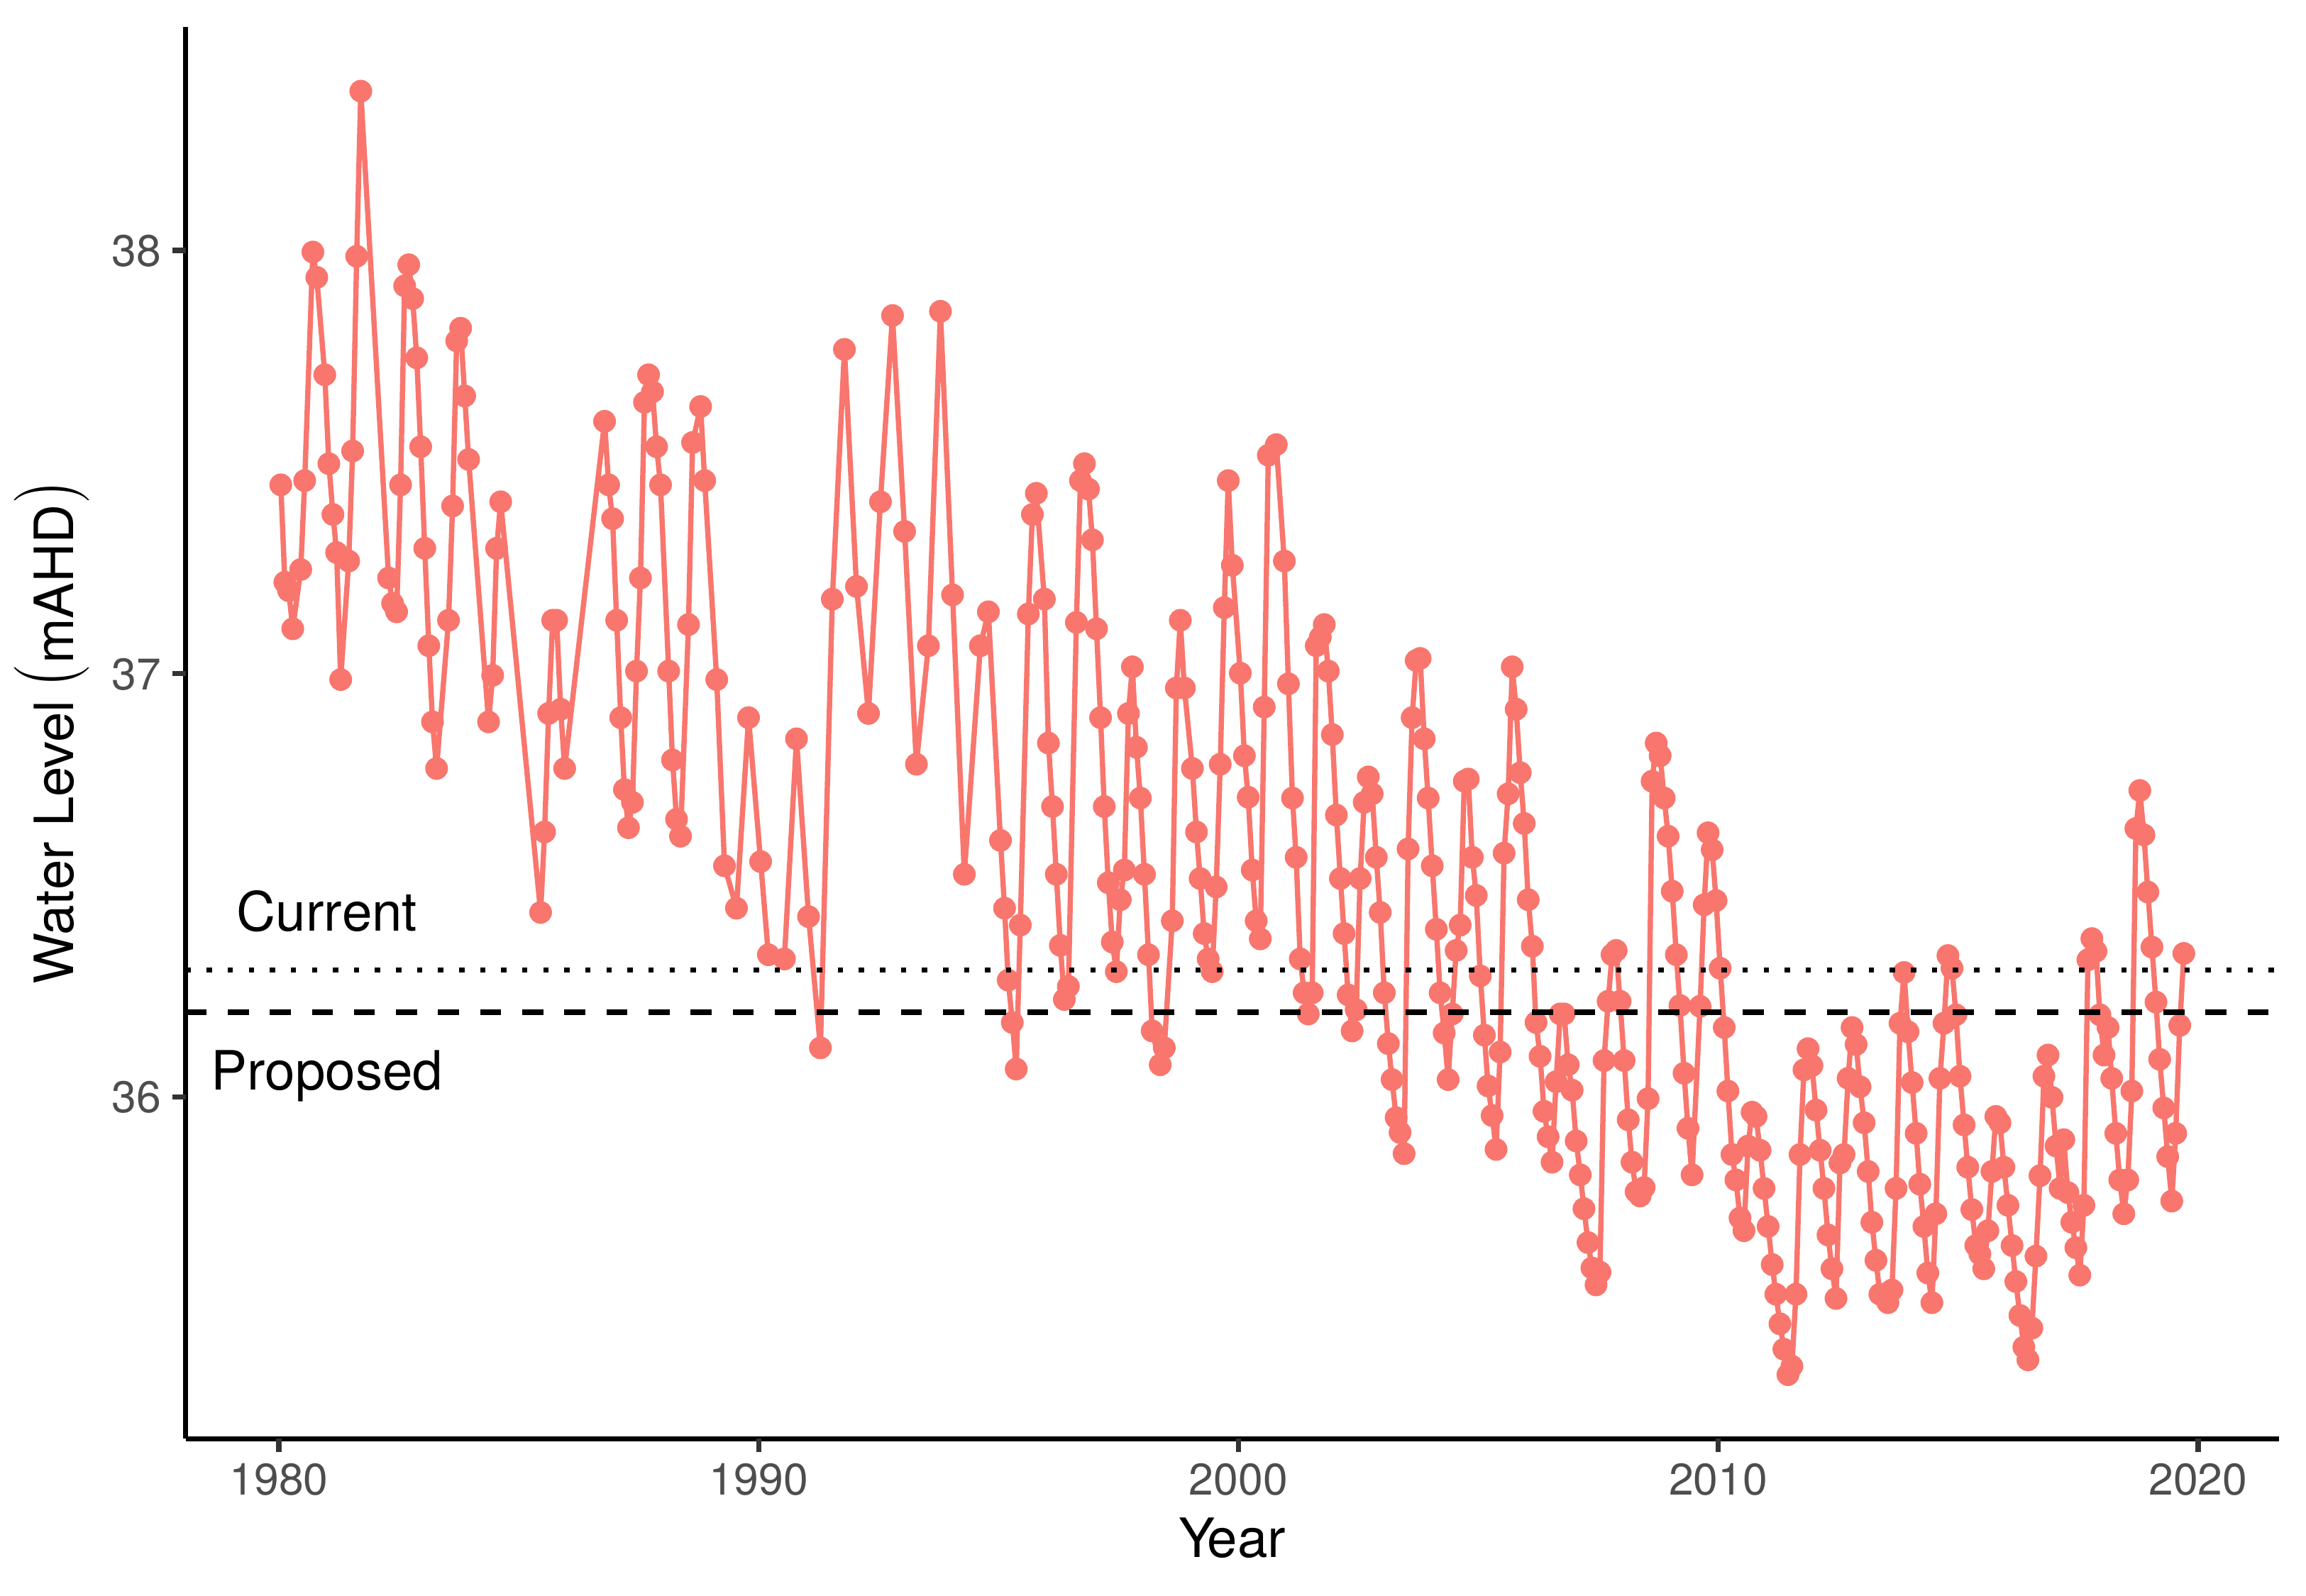 Water Level (mAHD)
38
37
36
Current
Proposed
1980 1990 2000 2010 2020
Year